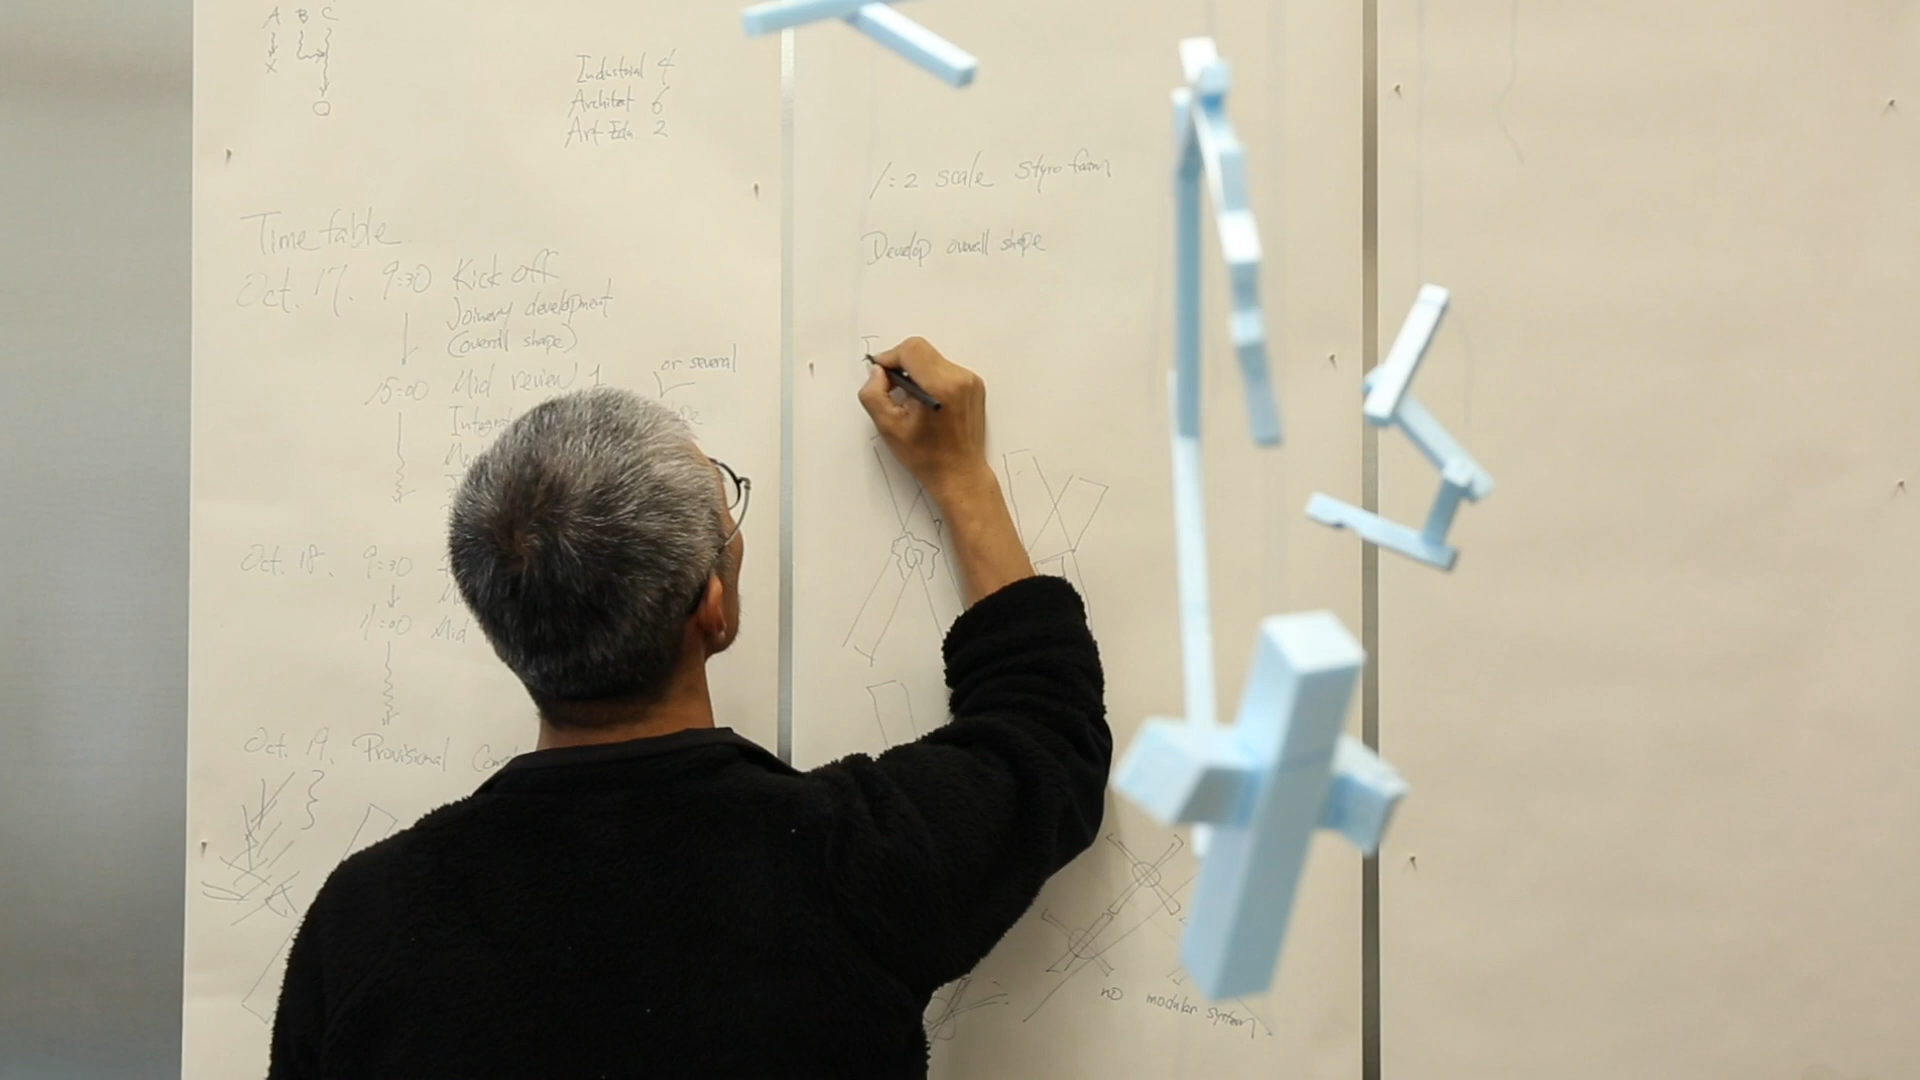 A B C
X
O
Industrial 4
Architect 6
Art Edu. 2
Time table
Oct. 17. 9:30 Kick off
Joinery development
(overall shape)
15:00 Mid review 1
or several
Oct. 18. 9:30
11:00 Mid
Oct. 19. Provisional
1:2 scale Styrofoam
Develop overall shape
no modular system